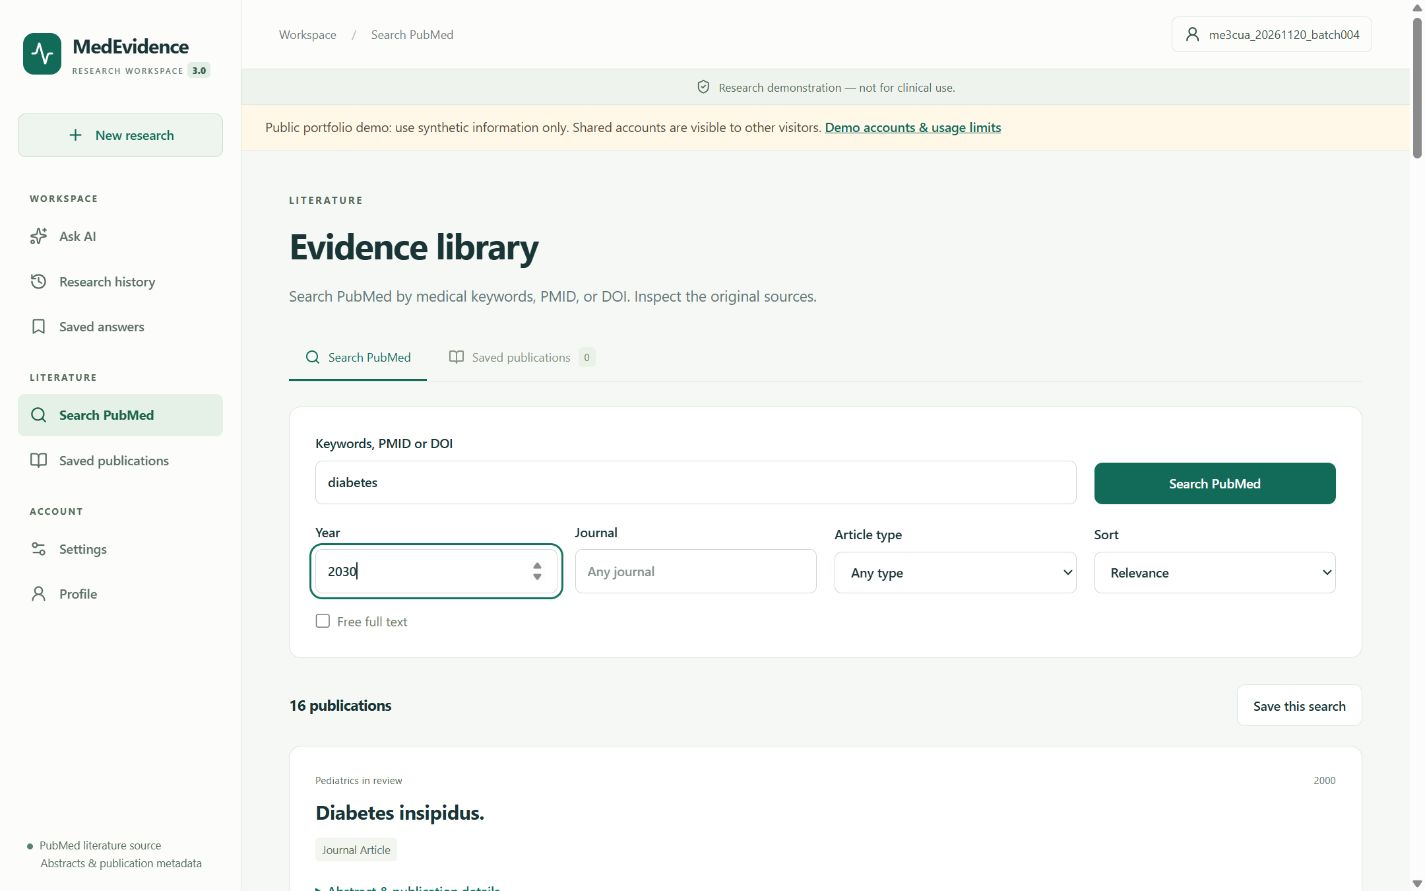 MedEvidence
RESEARCH WORKSPACE 3.0
New research
WORKSPACE
Ask AI
Research history
Saved answers
LITERATURE
Search PubMed
Saved publications
ACCOUNT
Settings
Profile
PubMed literature source
Abstracts & publication metadata
Workspace / Search PubMed
me3cua_20261120_batch004
Research demonstration — not for clinical use.
Public portfolio demo: use synthetic information only. Shared accounts are visible to other visitors. Demo accounts & usage limits
LITERATURE
Evidence library
Search PubMed by medical keywords, PMID, or DOI. Inspect the original sources.
Search PubMed Saved publications 0
Keywords, PMID or DOI
diabetes Search PubMed
Year Journal Article type Sort
2030 Any journal Any type Relevance
Free full text
16 publications Save this search
Pediatrics in review 2000
Diabetes insipidus.
Journal Article
Abstract & publication details